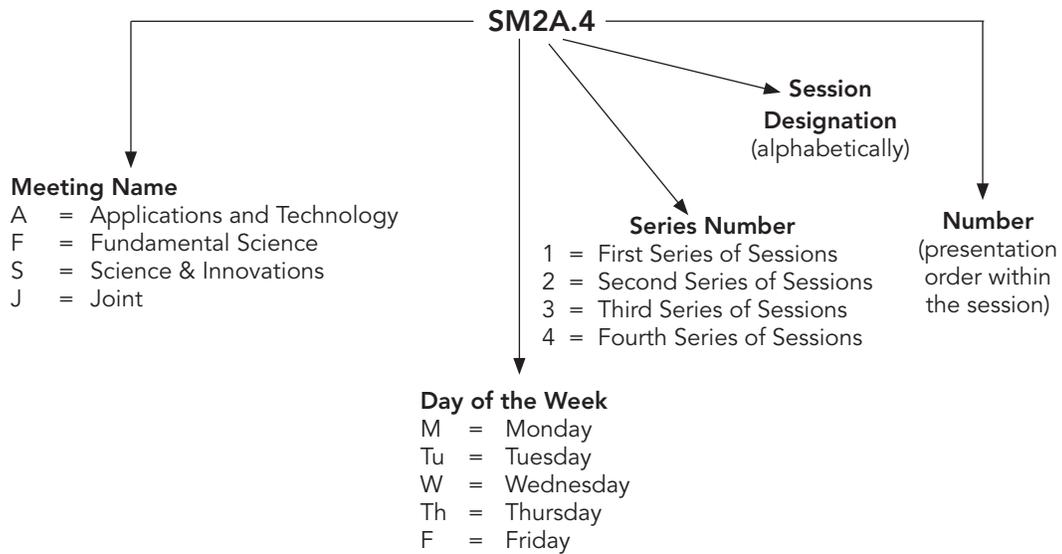 SM2A.4
Session
Designation
(alphabetically)
Meeting Name
A = Applications and Technology
F = Fundamental Science
S = Science & Innovations
J = Joint
Series Number
1 = First Series of Sessions
2 = Second Series of Sessions
3 = Third Series of Sessions
4 = Fourth Series of Sessions
Number
(presentation
order within
the session)
Day of the Week
M = Monday
Tu = Tuesday
W = Wednesday
Th = Thursday
F = Friday